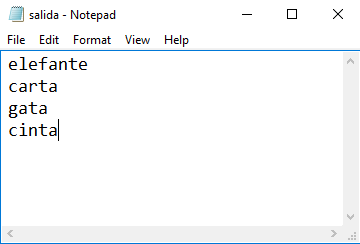 salida - Notepad
File Edit Format View Help
elefante
carta
gata
cinta